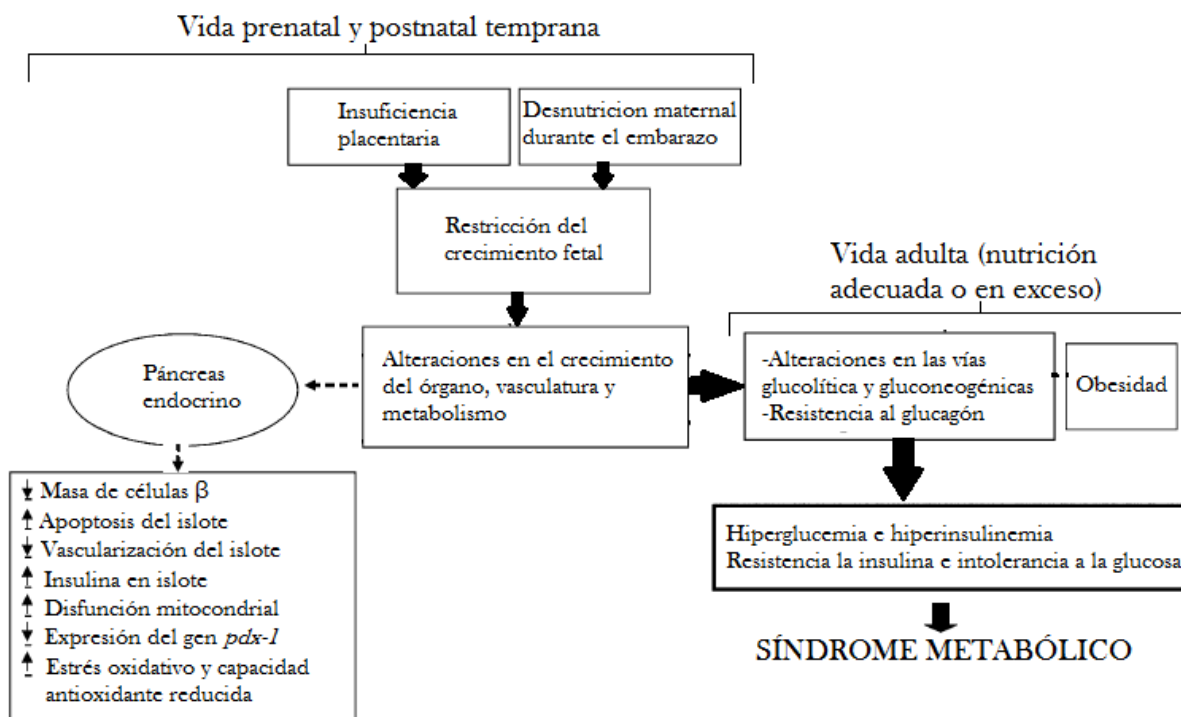 Vida prenatal y postnatal temprana
Insuficiencia
placentaria
Desnutricion maternal
durante el embarazo
Restricción del
crecimiento fetal
Vida adulta (nutrición
adecuada o en exceso)
Páncreas
endocrino
Alteraciones en el crecimiento
del órgano, vasculatura y
metabolismo
-Alteraciones en las vías
glucolítica y gluconeogénicas
-Resistencia al glucagón
Obesidad
Masa de células β
Apoptosis del islote
Vascularización del islote
Insulina en islote
Disfunción mitocondrial
Expresión del gen pdx-1
Estrés oxidativo y capacidad
antioxidante reducida
Hiperglucemia e hiperinsulinemia
Resistencia la insulina e intolerancia a la glucosa
SÍNDROME METABÓLICO